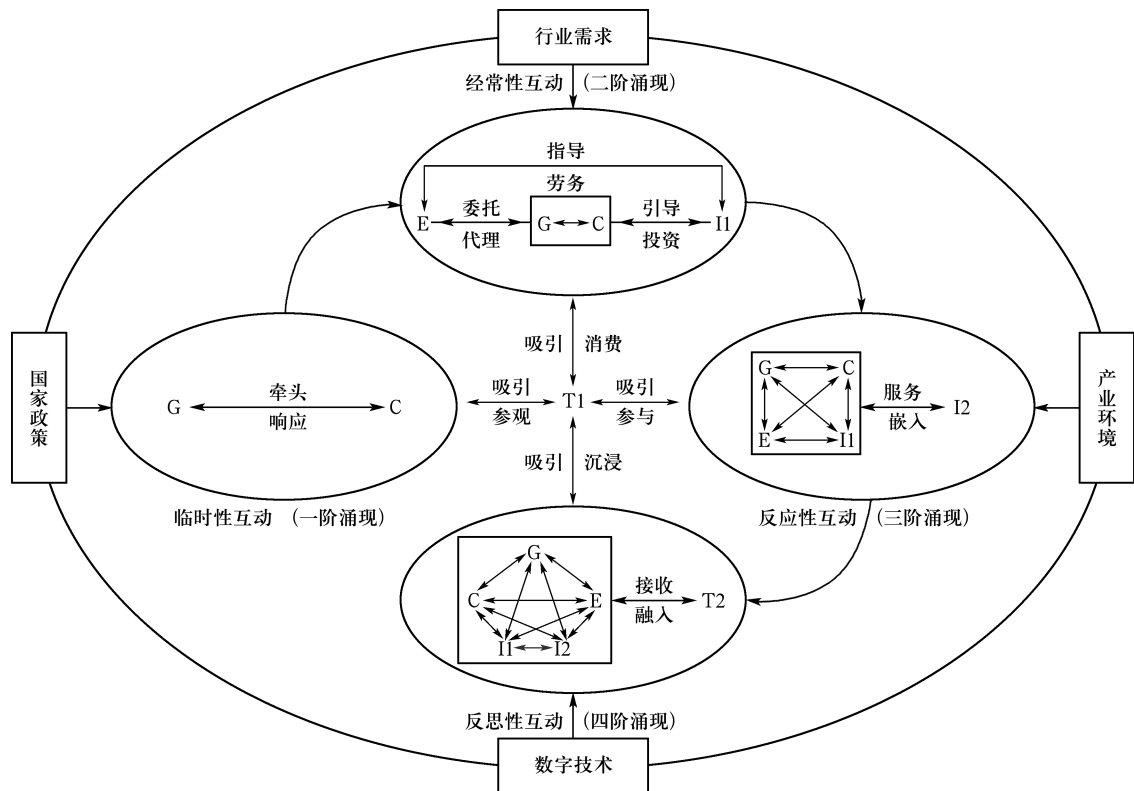 行业需求
经常性互动 （二阶涌现）
指导
劳务
E 委托 G C 引导 I1
代理 投资
吸引 消费
国家政策
G 牵头 C
响应
临时性互动 （一阶涌现）
吸引 T1 吸引
参观 参与
G C 服务 I2
嵌入
E I1
反应性互动 （三阶涌现）
产业环境
吸引 沉浸
G
C E 接收 T2
融入
I1 I2
反思性互动 （四阶涌现）
数字技术